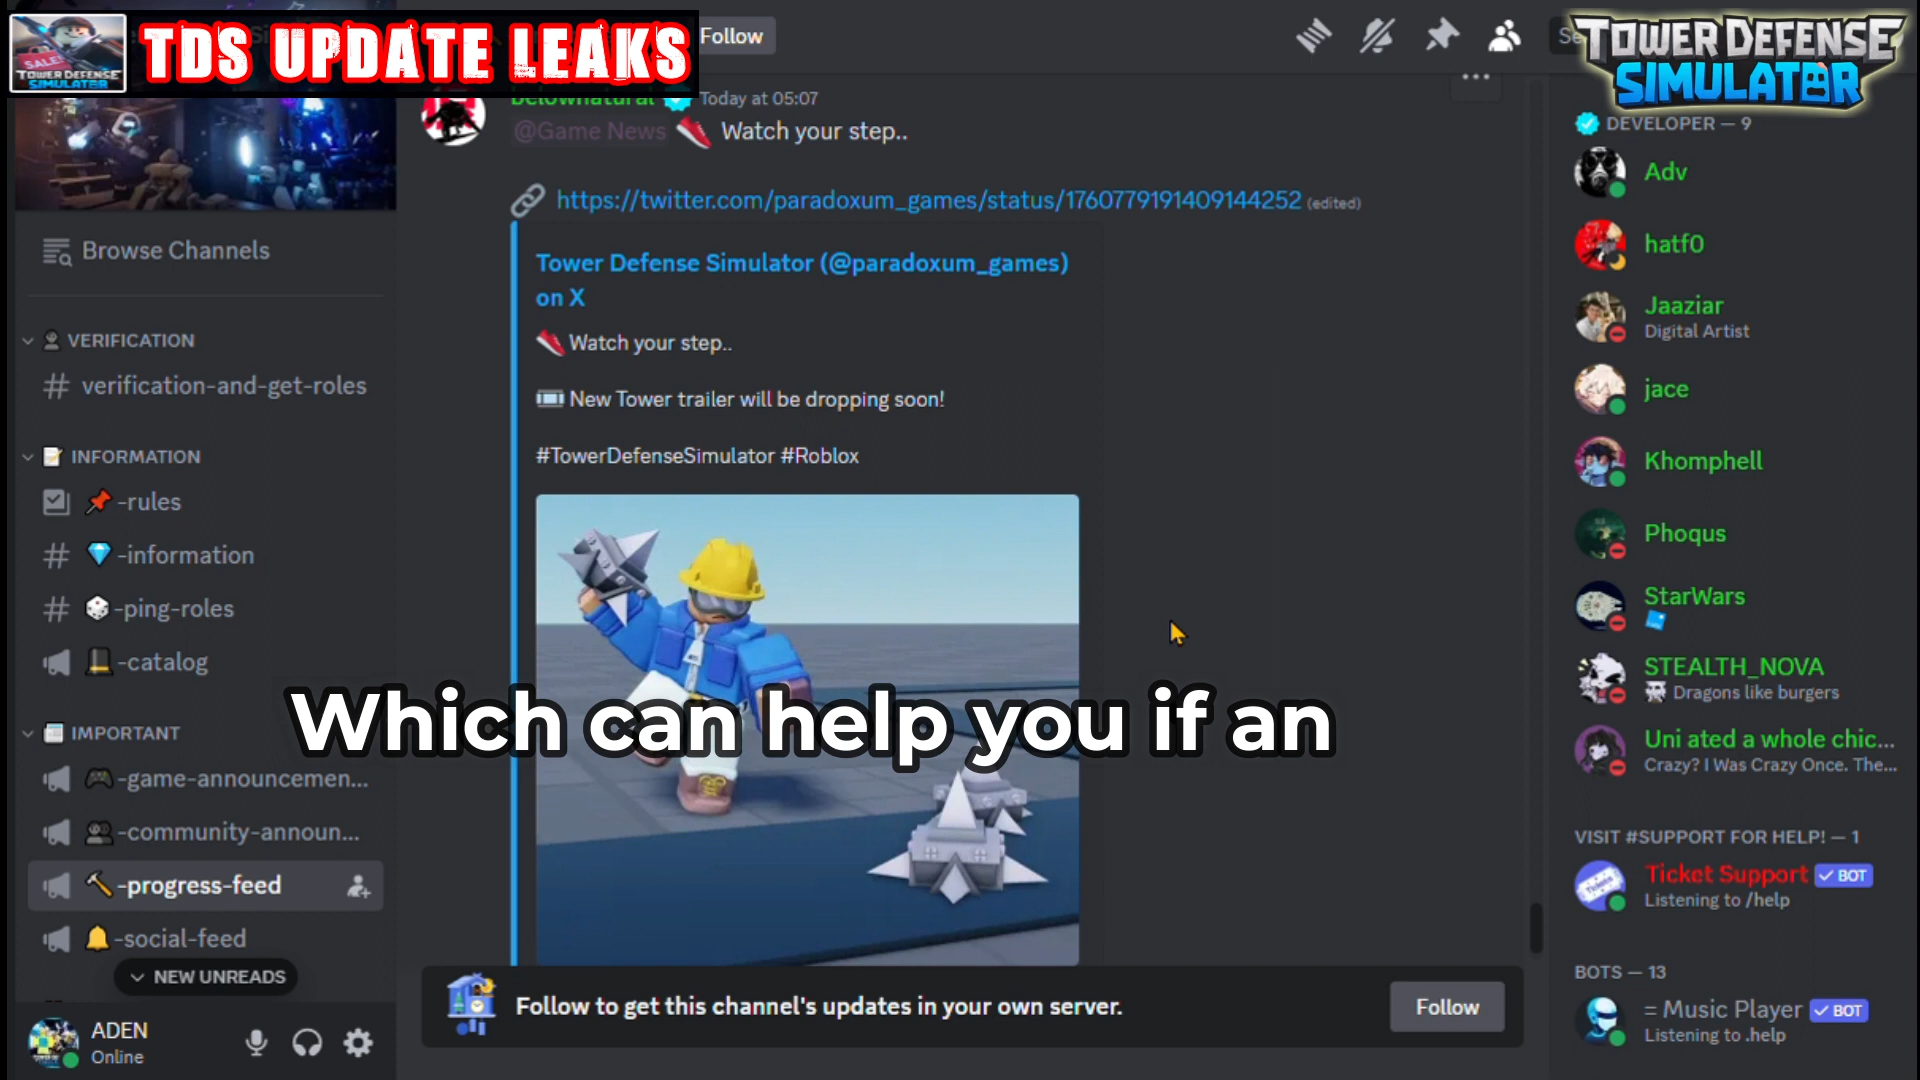 TDS UPDATE LEAKS
SALE!
TOWER DEFENSE
SIMULATOR
Follow
TOWER DEFENSE
SIMULATOR
belownatural Today at 05:07
@Game News Watch your step..
https://twitter.com/paradoxum_games/status/1760779191409144252 (edited)
Tower Defense Simulator (@paradoxum_games)
on X
Watch your step..
New Tower trailer will be dropping soon!
#TowerDefenseSimulator #Roblox
Which can help you if an
Follow to get this channel's updates in your own server.
Follow
Browse Channels
VERIFICATION
verification-and-get-roles
INFORMATION
-rules
-information
-ping-roles
-catalog
IMPORTANT
-game-announcemen...
-community-announ...
-progress-feed
-social-feed
NEW UNREADS
ADEN
Online
DEVELOPER — 9
Adv
hatf0
Jaaziar
Digital Artist
jace
Khomphell
Phoqus
StarWars
STEALTH_NOVA
Dragons like burgers
Uni ated a whole chic...
Crazy? I Was Crazy Once. The...
VISIT #SUPPORT FOR HELP! — 1
Ticket Support BOT
Listening to /help
BOTS — 13
= Music Player BOT
Listening to .help